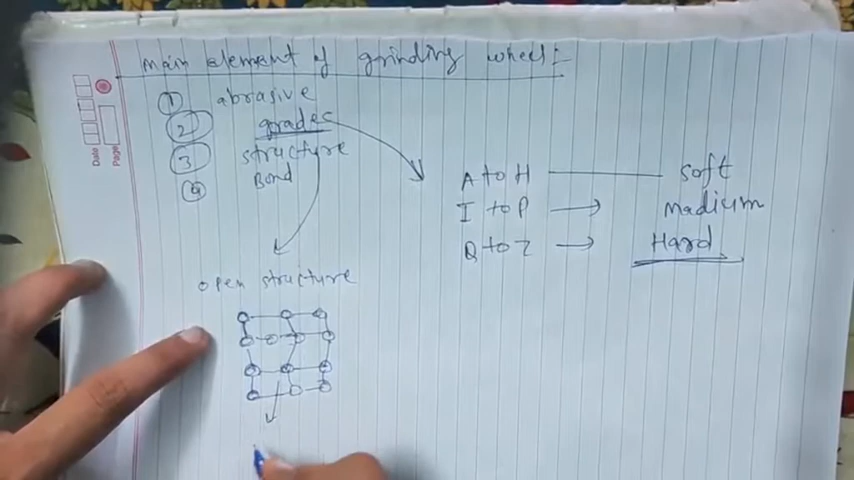 main element of grinding wheel:-
① abrasive
② grades
③ structure
④ Bond
A to H — soft
I to P → Madium
Q to Z → Hard
open structure
Date
Page